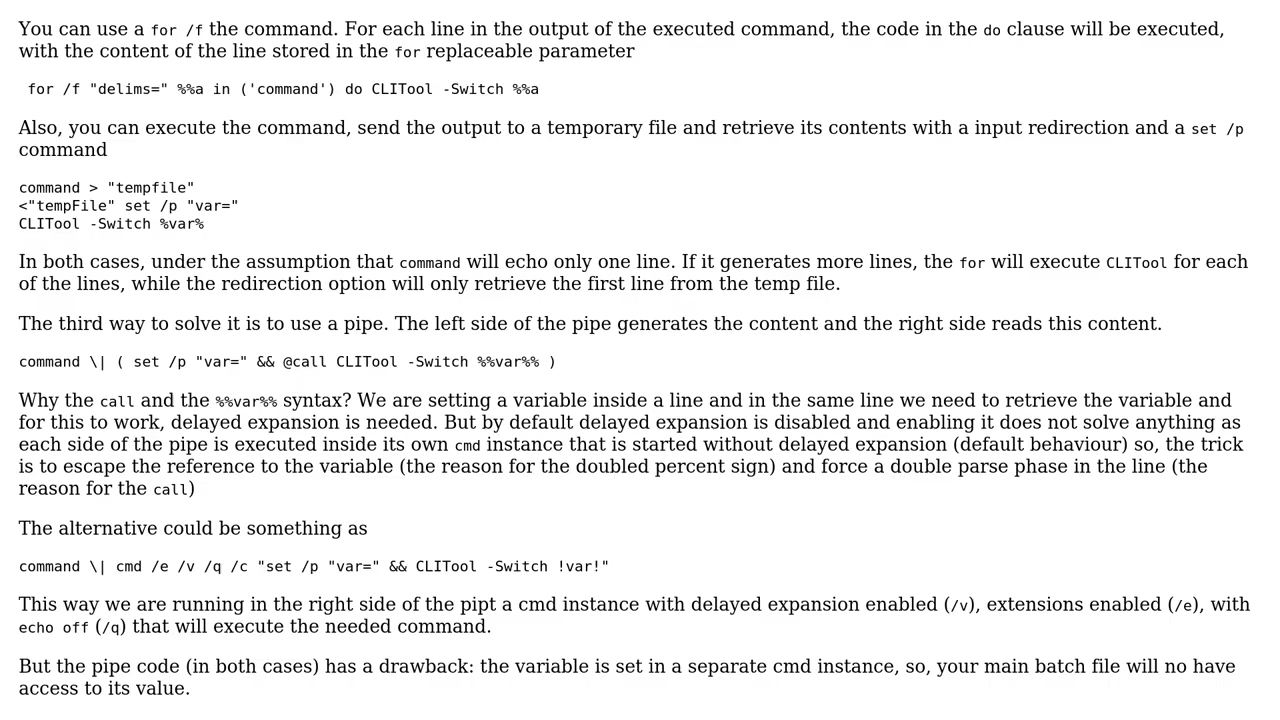 You can use a for /f the command. For each line in the output of the executed command, the code in the do clause will be executed,
with the content of the line stored in the for replaceable parameter
for /f "delims=" %%a in ('command') do CLITool -Switch %%a
Also, you can execute the command, send the output to a temporary file and retrieve its contents with a input redirection and a set /p
command
command > "tempfile"
<"tempFile" set /p "var="
CLITool -Switch %var%
In both cases, under the assumption that command will echo only one line. If it generates more lines, the for will execute CLITool for each
of the lines, while the redirection option will only retrieve the first line from the temp file.
The third way to solve it is to use a pipe. The left side of the pipe generates the content and the right side reads this content.
command \| ( set /p "var=" && @call CLITool -Switch %%var%% )
Why the call and the %%var%% syntax? We are setting a variable inside a line and in the same line we need to retrieve the variable and
for this to work, delayed expansion is needed. But by default delayed expansion is disabled and enabling it does not solve anything as
each side of the pipe is executed inside its own cmd instance that is started without delayed expansion (default behaviour) so, the trick
is to escape the reference to the variable (the reason for the doubled percent sign) and force a double parse phase in the line (the
reason for the call)
The alternative could be something as
command \| cmd /e /v /q /c "set /p "var=" && CLITool -Switch !var!"
This way we are running in the right side of the pipt a cmd instance with delayed expansion enabled (/v), extensions enabled (/e), with
echo off (/q) that will execute the needed command.
But the pipe code (in both cases) has a drawback: the variable is set in a separate cmd instance, so, your main batch file will no have
access to its value.